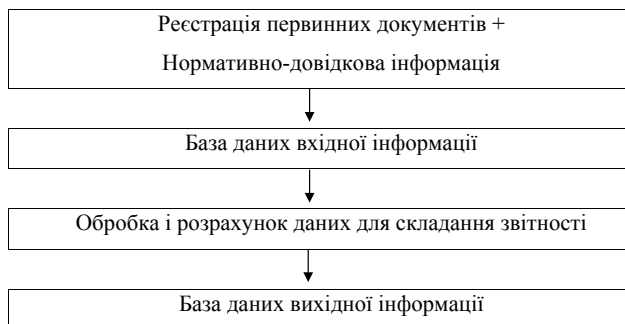 Реєстрація первинних документів +
Нормативно-довідкова інформація
База даних вхідної інформації
Обробка і розрахунок даних для складання звітності
База даних вихідної інформації